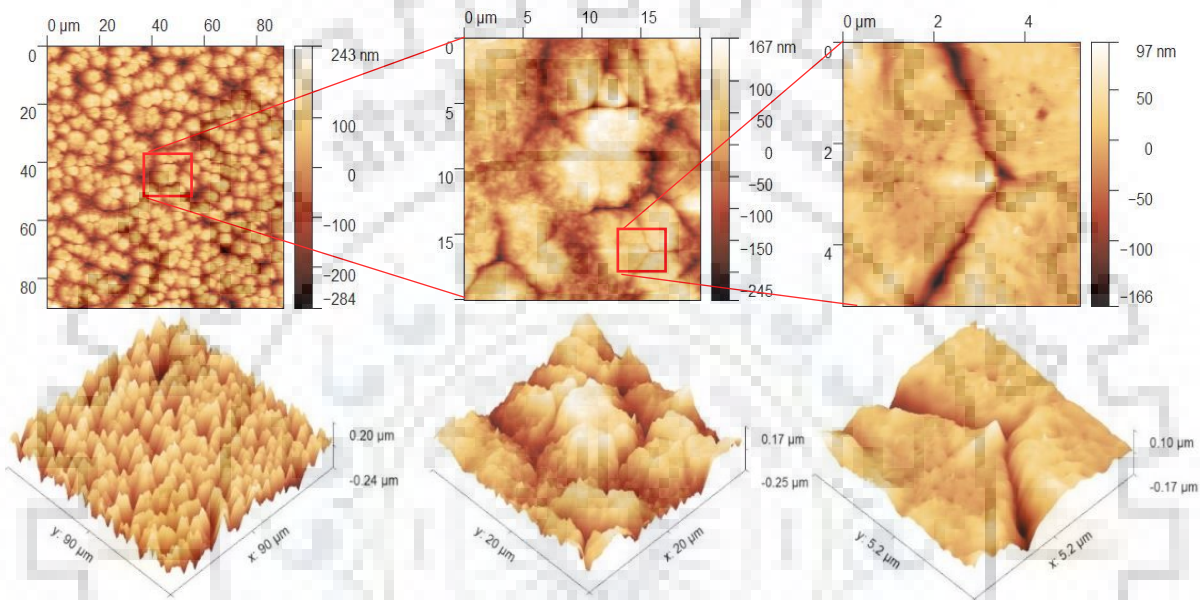 0 µm 20 40 60 80
0
20
40
60
80
243 nm
100
0
−100
−200
−284
0 µm 5 10 15
0
5
10
15
167 nm
100
50
0
−50
−100
−150
−245
0 µm 2 4
0
2
4
97 nm
50
0
−50
−100
−166
0.20 µm
-0.24 µm
y: 90 µm
x: 90 µm
0.17 µm
-0.25 µm
y: 20 µm
x: 20 µm
0.10 µm
-0.17 µm
y: 5.2 µm
x: 5.2 µm